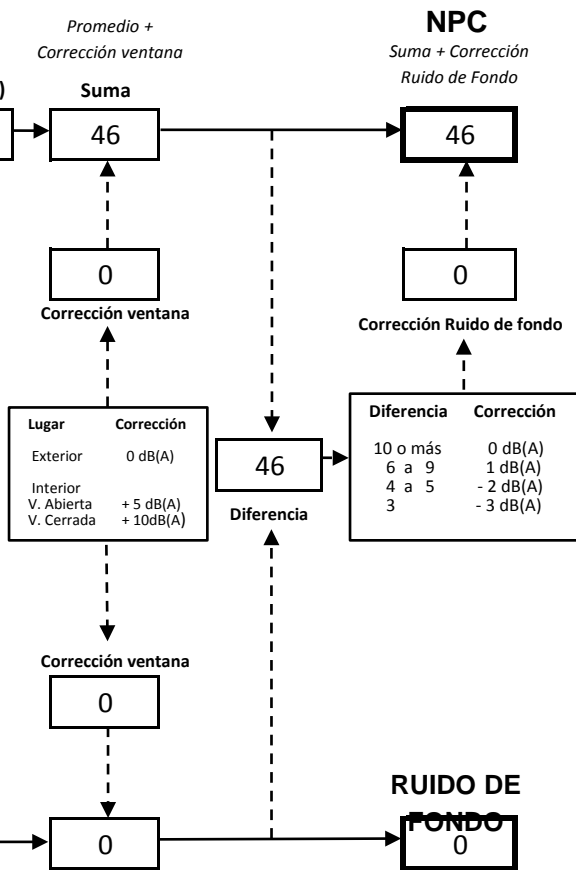 Promedio +
Corrección ventana
NPC
Suma + Corrección
Ruido de Fondo
)
Suma
46
46
0
0
Corrección ventana
Corrección Ruido de fondo
Lugar Corrección
Exterior 0 dB(A)
Interior
V. Abierta + 5 dB(A)
V. Cerrada + 10dB(A)
46
Diferencia
Diferencia Corrección
10 o más 0 dB(A)
6 a 9 1 dB(A)
4 a 5 - 2 dB(A)
3 - 3 dB(A)
Corrección ventana
0
RUIDO DE
FONDO
0
0